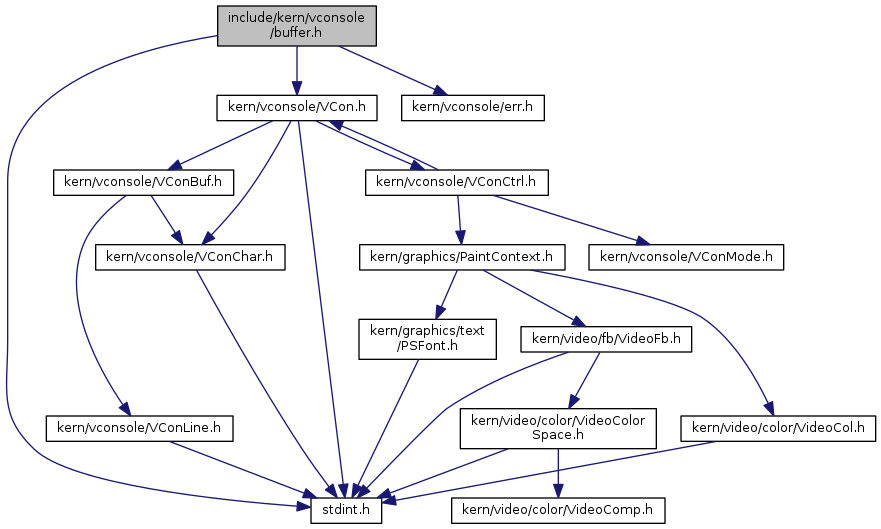 include/kern/vconsole
/buffer.h
kern/vconsole/VCon.h
kern/vconsole/err.h
kern/vconsole/VConBuf.h
kern/vconsole/VConCtrl.h
kern/vconsole/VConChar.h
kern/graphics/PaintContext.h
kern/vconsole/VConMode.h
kern/graphics/text
/PSFont.h
kern/video/fb/VideoFb.h
kern/vconsole/VConLine.h
kern/video/color/VideoColor
Space.h
kern/video/color/VideoCol.h
stdint.h
kern/video/color/VideoComp.h